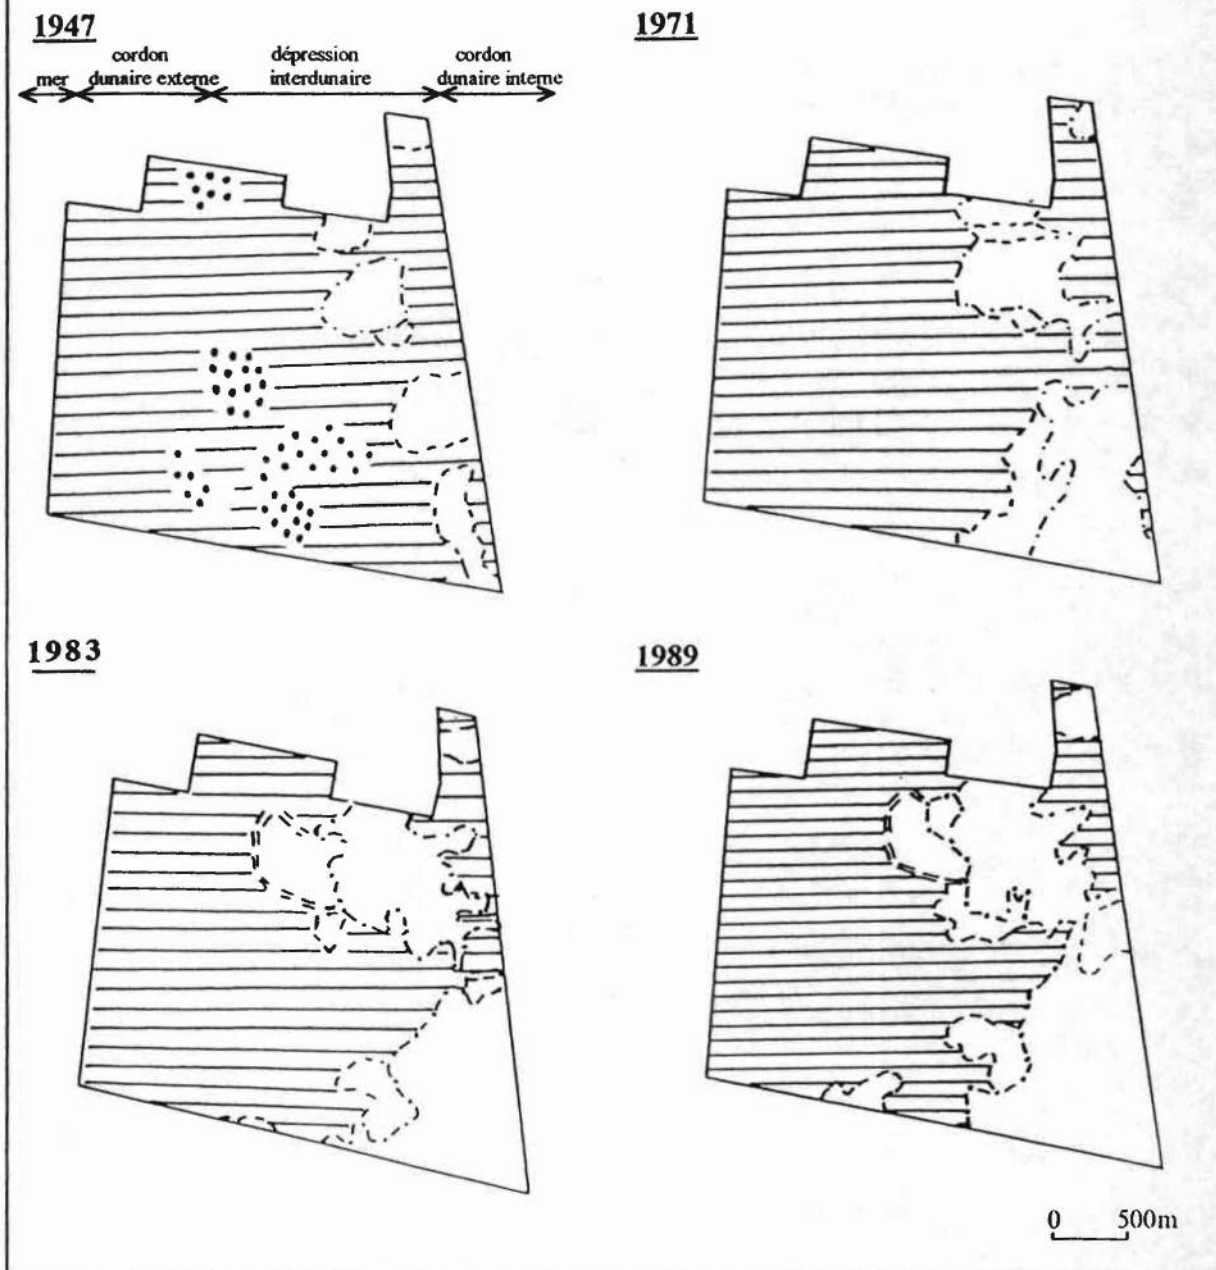 1947
1971
cordon dépression cordon
mer dunaire externe interdunaire dunaire interne
1983
1989
0 500m